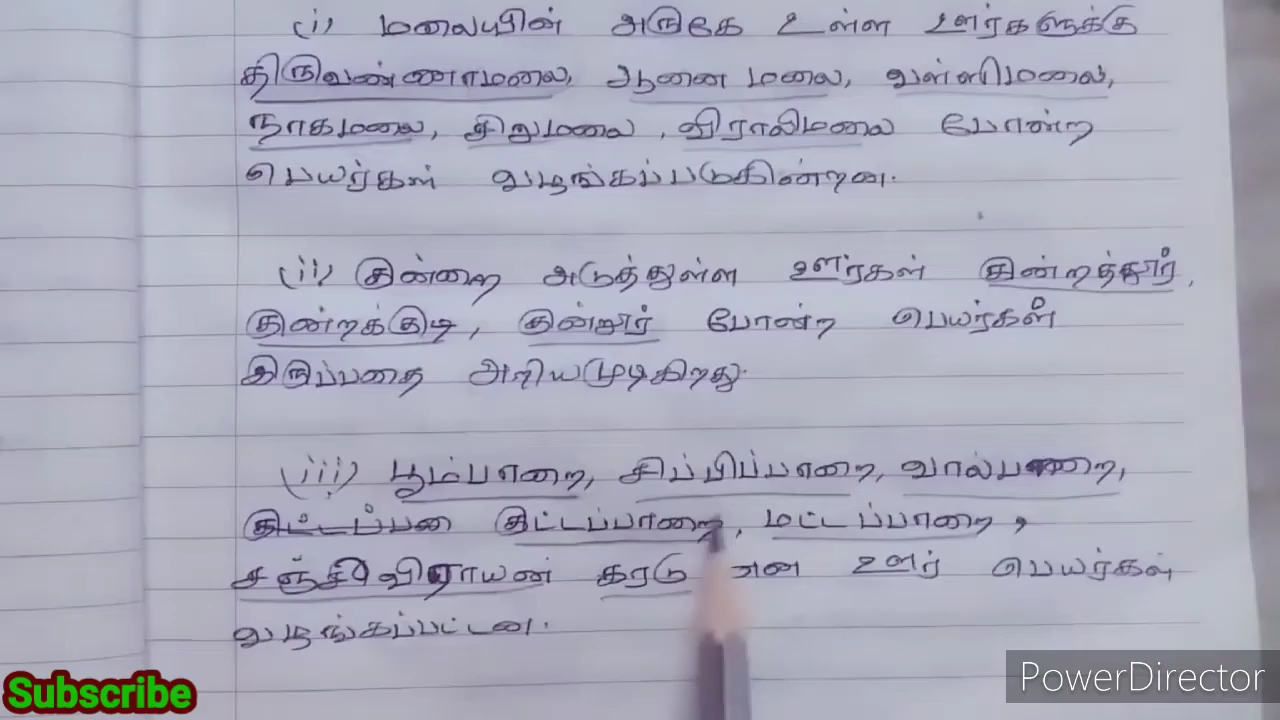 (i) மலையின் அருகே உள்ள ஊர்களுக்கு
திருவண்ணாமலை, ஆனை மலை, வள்ளிமலை,
நாகமலை, சிறுமலை, விராலிமலை போன்ற
பெயர்கள் வழங்கப்படுகின்றன.
(ii) குன்றை அடுத்துள்ள ஊர்கள் குன்றத்தூர்,
குன்றக்குடி, குன்றூர் போன்ற பெயர்கள்
இருப்பதை அறியமுடிகிறது.
(iii) பூம்பாறை, சிப்பிப்பாறை, வால்பாறை,
குட்டப்பாறை, மட்டப்பாறை,
சஞ்சீவிராயன் கரடு என ஊர் பெயர்கள்
வழங்கப்பட்டன.
Subscribe
PowerDirector